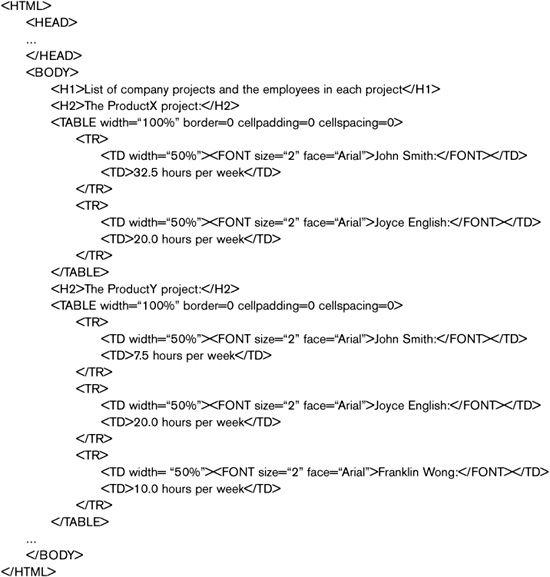 <HTML>
<HEAD>
...
</HEAD>
<BODY>
<H1>List of company projects and the employees in each project</H1>
<H2>The ProductX project:</H2>
<TABLE width=“100%” border=0 cellpadding=0 cellspacing=0>
<TR>
<TD width=“50%”><FONT size=“2” face=“Arial”>John Smith:</FONT></TD>
<TD>32.5 hours per week</TD>
</TR>
<TR>
<TD width=“50%”><FONT size=“2” face=“Arial”>Joyce English:</FONT></TD>
<TD>20.0 hours per week</TD>
</TR>
</TABLE>
<H2>The ProductY project:</H2>
<TABLE width=“100%” border=0 cellpadding=0 cellspacing=0>
<TR>
<TD width=“50%”><FONT size=“2” face=“Arial”>John Smith:</FONT></TD>
<TD>7.5 hours per week</TD>
</TR>
<TR>
<TD width=“50%”><FONT size=“2” face=“Arial”>Joyce English:</FONT></TD>
<TD>20.0 hours per week</TD>
</TR>
<TR>
<TD width= “50%”><FONT size=“2” face=“Arial”>Franklin Wong:</FONT></TD>
<TD>10.0 hours per week</TD>
</TR>
</TABLE>
...
</BODY>
</HTML>